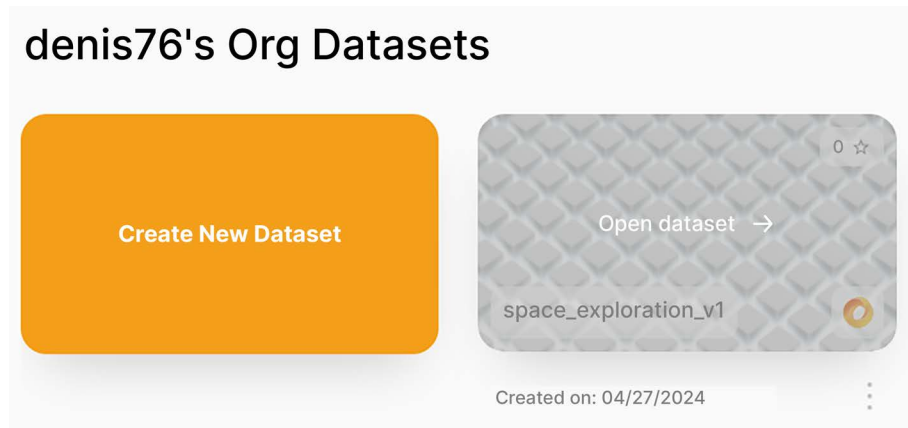 denis76's Org Datasets
Create New Dataset
0
Open dataset →
space_exploration_v1
Created on: 04/27/2024